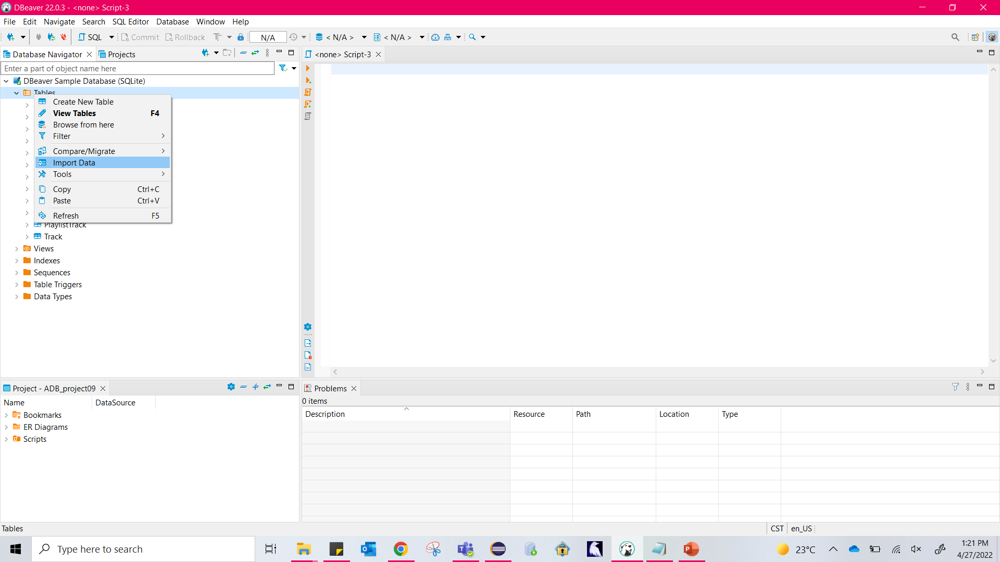 DBeaver 22.0.3 - <none> Script-3
File Edit Navigate Search SQL Editor Database Window Help
SQL Commit Rollback N/A < N/A > < N/A >
Database Navigator Projects
<none> Script-3
Enter a part of object name here
DBeaver Sample Database (SQLite)
Tables
Create New Table
View Tables F4
Browse from here
Filter
Compare/Migrate
Import Data
Tools
Copy Ctrl+C
Paste Ctrl+V
Refresh F5
PlaylistTrack
Track
Views
Indexes
Sequences
Table Triggers
Data Types
Project - ADB_project09
Name DataSource
Bookmarks
ER Diagrams
Scripts
Problems
0 items
Description Resource Path Location Type
Tables
CST en_US
Type here to search
23°C
1:21 PM
4/27/2022